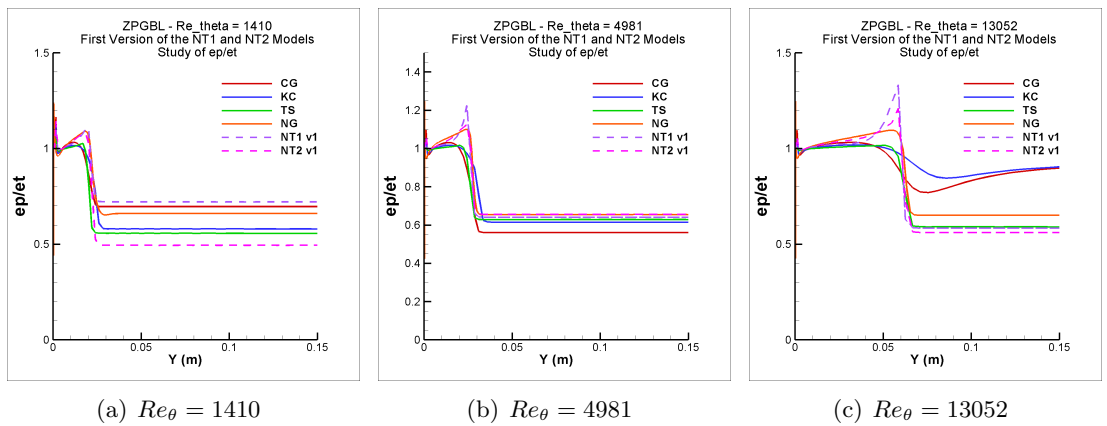 ZPGBL - Re_theta = 1410
First Version of the NT1 and NT2 Models
Study of ep/et
1.5
1
0.5
0
ep/et
CG
KC
TS
NG
NT1 v1
NT2 v1
0
0.05
0.1
0.15
Y (m)
(a) Reθ = 1410
ZPGBL - Re_theta = 4981
First Version of the NT1 and NT2 Models
Study of ep/et
1.4
1.2
1
0.8
0.6
0.4
0.2
0
ep/et
CG
KC
TS
NG
NT1 v1
NT2 v1
0
0.05
0.1
0.15
Y (m)
(b) Reθ = 4981
ZPGBL - Re_theta = 13052
First Version of the NT1 and NT2 Models
Study of ep/et
1.5
1
0.5
0
ep/et
CG
KC
TS
NG
NT1 v1
NT2 v1
0
0.05
0.1
0.15
Y (m)
(c) Reθ = 13052